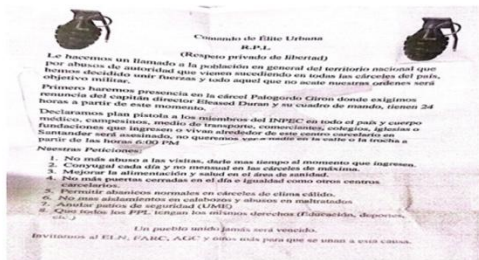 Comando de Élite Urbana
R.P.L
(Respeto privado de libertad)
Le hacemos un llamado a la población en general del territorio nacional que
por abusos de autoridad que vienen sucediendo en todas las cárceles del país,
hemos decidido unir fuerzas y todo aquel que no acate nuestras ordenes será
objetivo militar.
Primero haremos presencia en la cárcel Palogordo Giron donde exigimos
renuncia del capitán director Eleased Duran y su cuadro de mando, tienen 24
horas a partir de este momento.
Declaramos plan pistola a los miembros del INPEC en todo el país y cuerpo
médico, campesinos, medio de transporte, comerciantes, colegios, iglesias o
fundaciones que ingresen o vivan alrededor de este centro carcelario en
Santander será asesinado, no queremos ver a nadie en la calle o la trocha a
partir de las horas 6:00 PM
Nuestras Peticiones:
1. No más abuso a las visitas, darle mas tiempo al momento que ingresen.
2. Conyugal cada día y no mensual en las cárceles de máxima.
3. Mejorar la alimentación y salud en el área de sanidad.
4. No más puertas cerradas en el día e igualdad como otros centros
carcelarios.
5. Permitir abanicos normales en cárceles de clima cálido.
6. No mas aislamientos en calabozos y abusos en maltratados
7. Anular patios de seguridad (UME)
8. Que todos los PPL tengan los mismos derechos (Educación, deportes,
etc.)
Un pueblo unido jamás será vencido.
Invitamos al ELN, FARC, AGC y otros más para que se unan a esta causa.